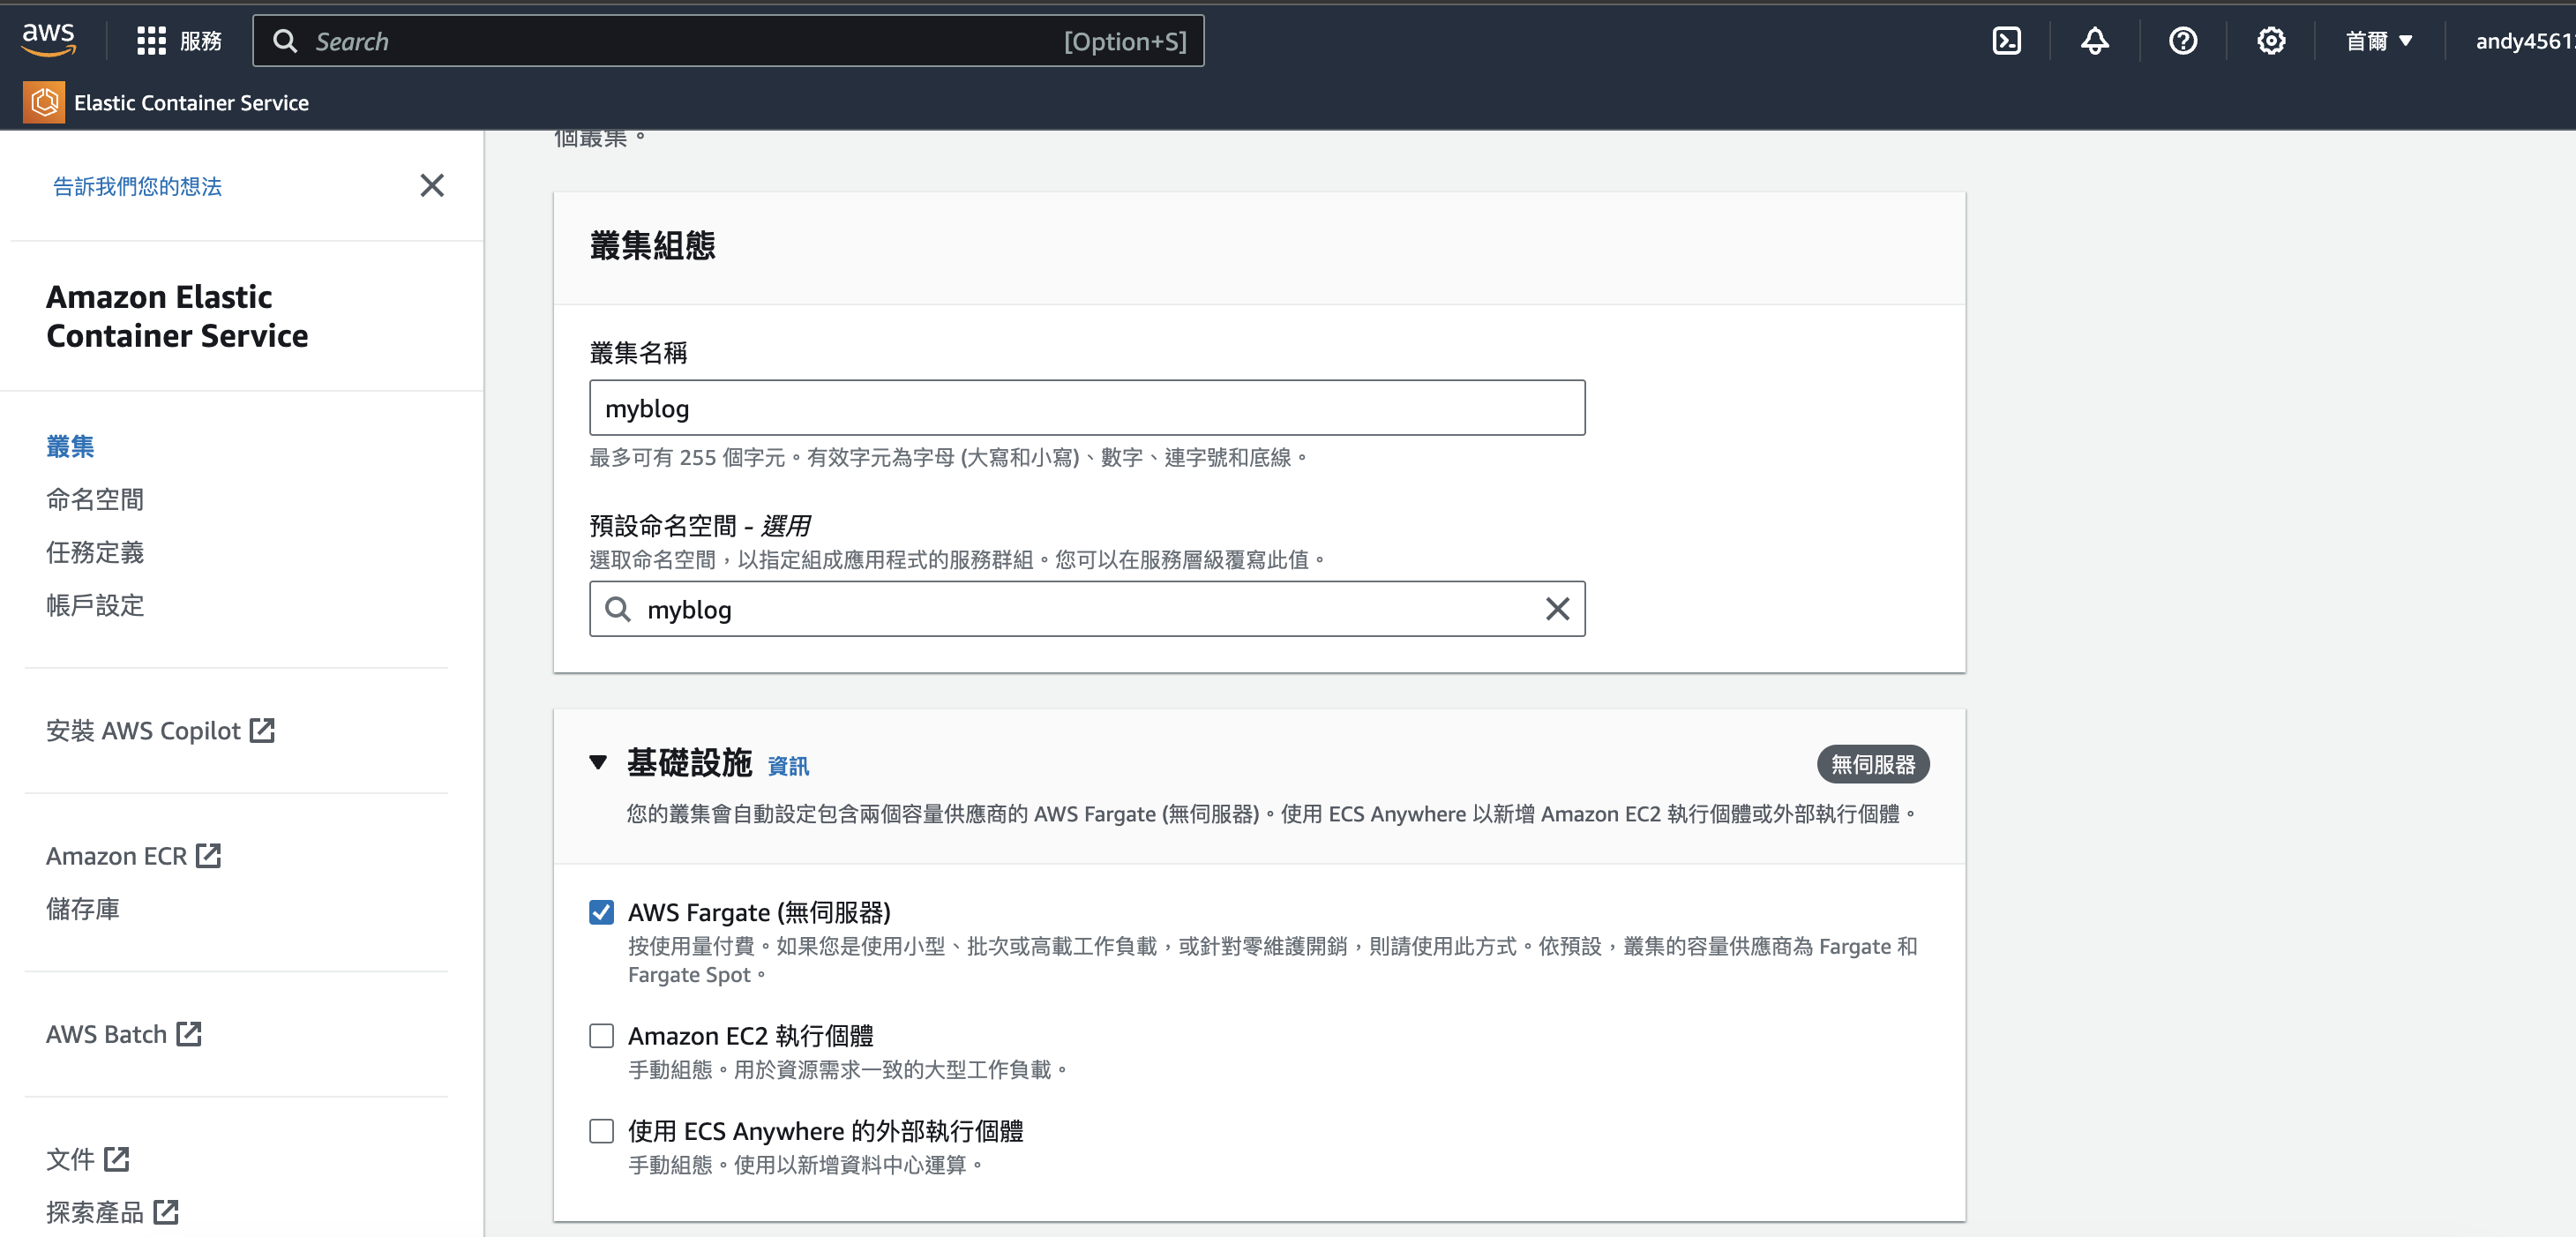 aws
服務
Search
[Option+S]
首爾
andy4561
Elastic Container Service
個叢集。
告訴我們您的想法
Amazon Elastic
Container Service
叢集
命名空間
任務定義
帳戶設定
安裝 AWS Copilot
Amazon ECR
儲存庫
AWS Batch
文件
探索產品
叢集組態
叢集名稱
myblog
最多可有 255 個字元。有效字元為字母 (大寫和小寫)、數字、連字號和底線。
預設命名空間 - 選用
選取命名空間，以指定組成應用程式的服務群組。您可以在服務層級覆寫此值。
myblog
基礎設施 資訊
無伺服器
您的叢集會自動設定包含兩個容量供應商的 AWS Fargate (無伺服器)。使用 ECS Anywhere 以新增 Amazon EC2 執行個體或外部執行個體。
AWS Fargate (無伺服器)
按使用量付費。如果您是使用小型、批次或高載工作負載，或針對零維護開銷，則請使用此方式。依預設，叢集的容量供應商為 Fargate 和
Fargate Spot。
Amazon EC2 執行個體
手動組態。用於資源需求一致的大型工作負載。
使用 ECS Anywhere 的外部執行個體
手動組態。使用以新增資料中心運算。